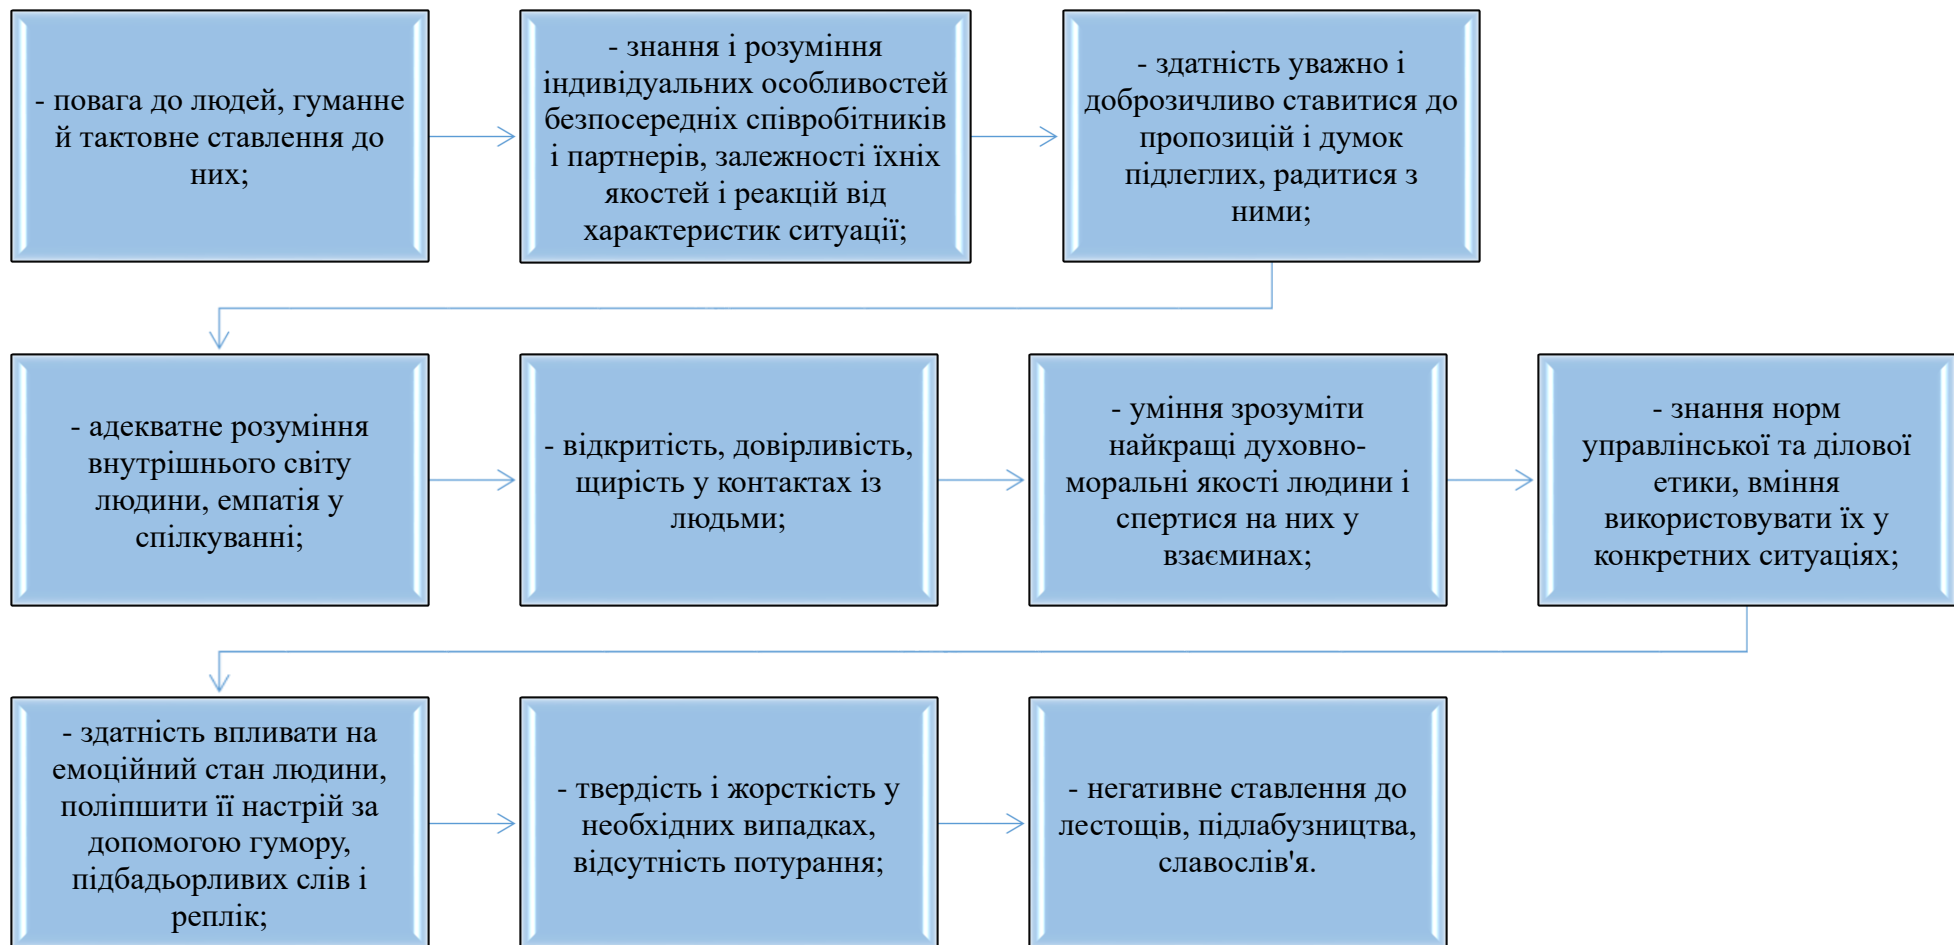 - повага до людей, гуманне
й тактовне ставлення до
них;
- знання і розуміння
індивідуальних особливостей
безпосередніх співробітників
і партнерів, залежності їхніх
якостей і реакцій від
характеристик ситуації;
- здатність уважно і
доброзичливо ставитися до
пропозицій і думок
підлеглих, радитися з
ними;
- адекватне розуміння
внутрішнього світу
людини, емпатія у
спілкуванні;
- відкритість, довірливість,
щирість у контактах із
людьми;
- уміння зрозуміти
найкращі духовно-
моральні якості людини і
спертися на них у
взаєминах;
- знання норм
управлінської та ділової
етики, вміння
використовувати їх у
конкретних ситуаціях;
- здатність впливати на
емоційний стан людини,
поліпшити її настрій за
допомогою гумору,
підбадьорливих слів і
реплік;
- твердість і жорсткість у
необхідних випадках,
відсутність потурання;
- негативне ставлення до
лестощів, підлабузництва,
славослів'я.